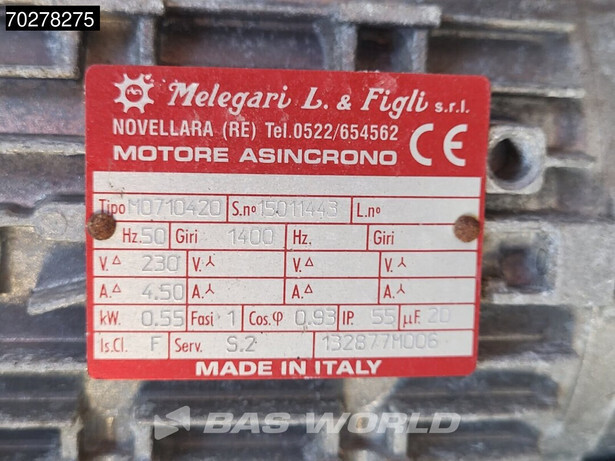 70278275
Melegari L. & Figli s.r.l.
NOVELLARA (RE) Tel.0522/654562
MOTORE ASINCRONO CE
Tipo M0710420 S.nº 15011443 L.nº
Hz. 50 Giri 1400 Hz. Giri
V.△ 230 V.⅄ V.△ V.⅄
A.△ 4.50 A.⅄ A.△ A.⅄
kW. 0.55 Fasi 1 Cos.φ 0.93 IP. 55 µF. 20
Is.Cl. F Serv. S.2 132877M006
MADE IN ITALY
BAS WORLD